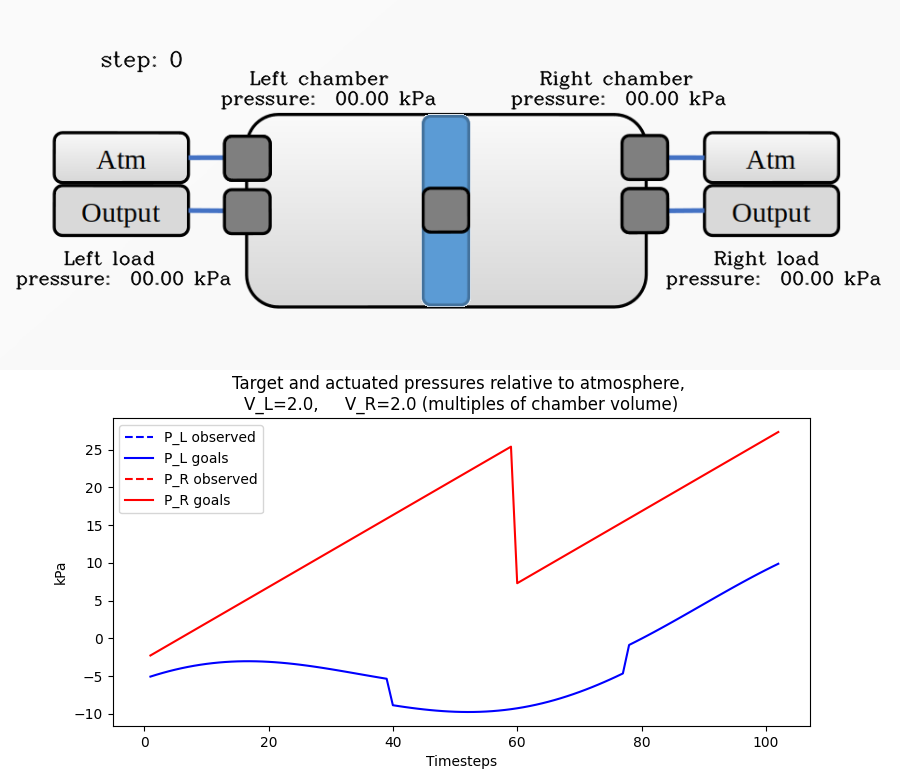 step: 0
Left chamber
pressure: 00.00 kPa
Right chamber
pressure: 00.00 kPa
Atm
Output
Atm
Output
Left load
pressure: 00.00 kPa
Right load
pressure: 00.00 kPa
Target and actuated pressures relative to atmosphere,
V_L=2.0, V_R=2.0 (multiples of chamber volume)
P_L observed
P_L goals
P_R observed
P_R goals
kPa
25
20
15
10
5
0
−5
−10
0 20 40 60 80 100
Timesteps